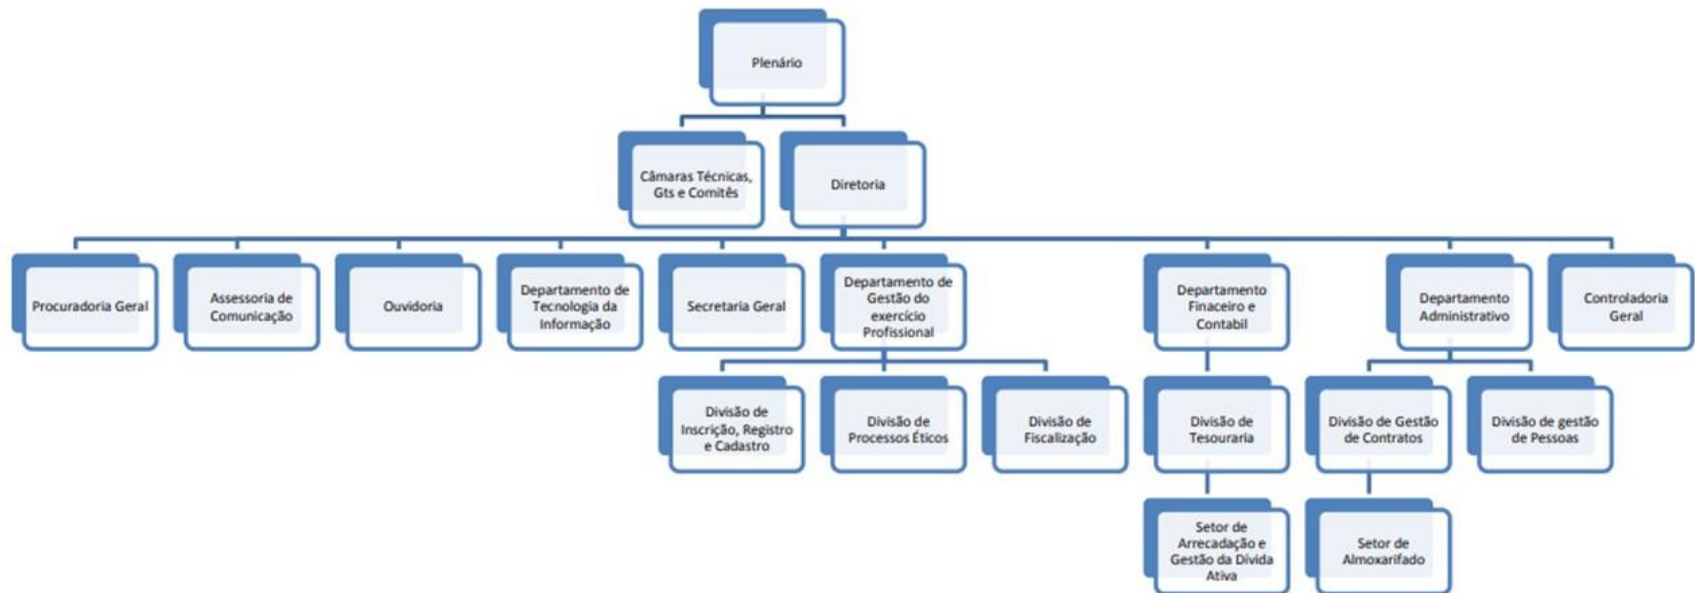 Plenário
Câmaras Técnicas,
Gts e Comitês
Diretoria
Procuradoria Geral
Assessoria de
Comunicação
Ouvidoria
Departamento de
Tecnologia da
Informação
Secretaria Geral
Departamento de
Gestão do
exercício
Profissional
Departamento
Finaceiro e
Contabil
Departamento
Administrativo
Controladoria
Geral
Divisão de
Inscrição, Registro
e Cadastro
Divisão de
Processos Éticos
Divisão de
Fiscalização
Divisão de
Tesouraria
Divisão de Gestão
de Contratos
Divisão de gestão
de Pessoas
Setor de
Arrecadação e
Gestão da Dívida
Ativa
Setor de
Almoxarifado